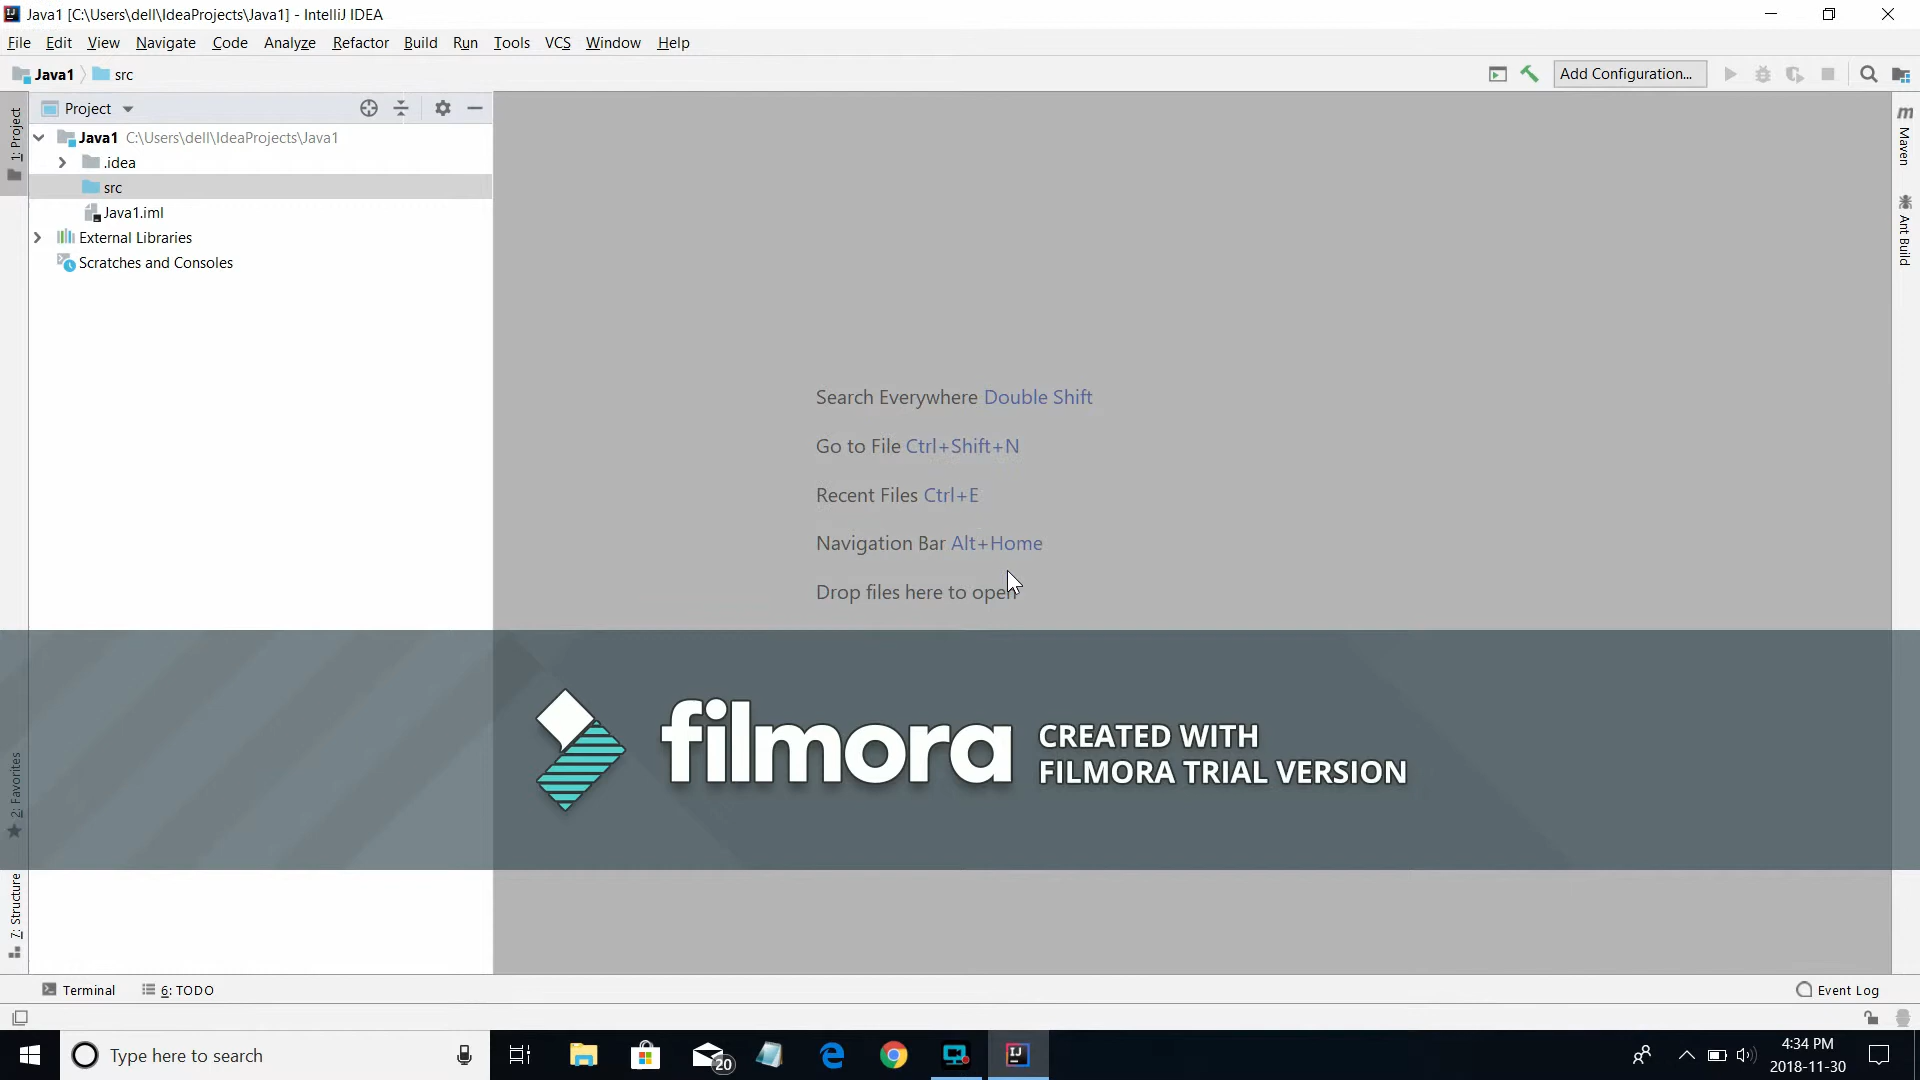 Java1 [C:\Users\dell\IdeaProjects\Java1] - IntelliJ IDEA
File Edit View Navigate Code Analyze Refactor Build Run Tools VCS Window Help
Java1 src
Add Configuration...
Project
Java1 C:\Users\dell\IdeaProjects\Java1
.idea
src
Java1.iml
External Libraries
Scratches and Consoles
1: Project
2: Favorites
7: Structure
Maven
Ant Build
Search Everywhere Double Shift
Go to File Ctrl+Shift+N
Recent Files Ctrl+E
Navigation Bar Alt+Home
Drop files here to open
filmora
CREATED WITH
FILMORA TRIAL VERSION
Terminal 6: TODO
Event Log
Type here to search
20
4:34 PM
2018-11-30